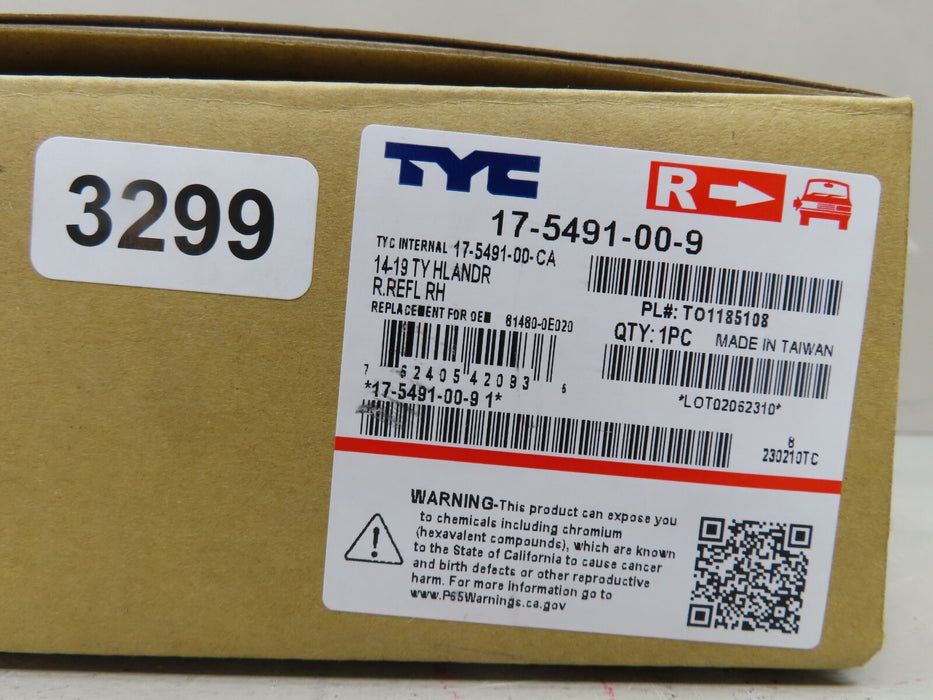 3299
TYC
R
17-5491-00-9
TYC INTERNAL 17-5491-00-CA
14-19 TY HLANDR
R.REFL RH
REPLACEMENT FOR OEM 81480-0E020
PL#: TO1185108
QTY: 1PC MADE IN TAIWAN
7 62405 42093 6
*17-5491-00-9 1*
*LOT02062310*
8
230210TC
WARNING-This product can expose you
to chemicals including chromium
(hexavalent compounds), which are known
to the State of California to cause cancer
and birth defects or other reproductive
harm. For more information go to
www.P65Warnings.ca.gov